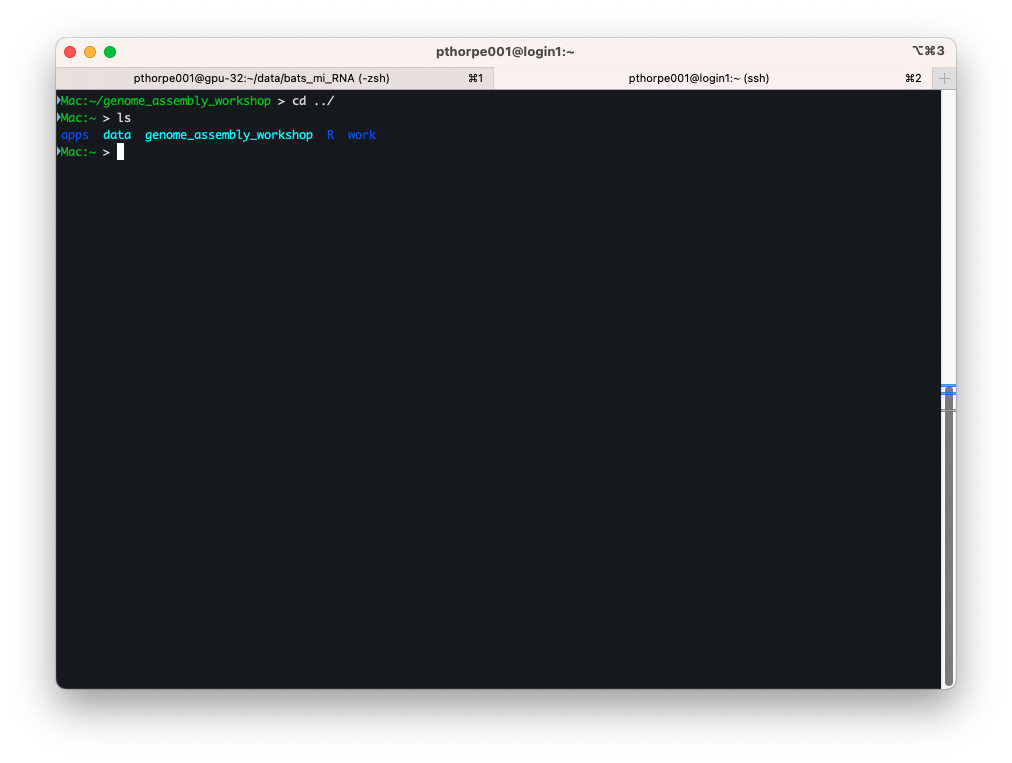 pthorpe001@login1:~
⌥⌘3
pthorpe001@gpu-32:~/data/bats_mi_RNA (-zsh) ⌘1
pthorpe001@login1:~ (ssh) ⌘2
Mac:~/genome_assembly_workshop > cd ../
Mac:~ > ls
apps data genome_assembly_workshop R work
Mac:~ >